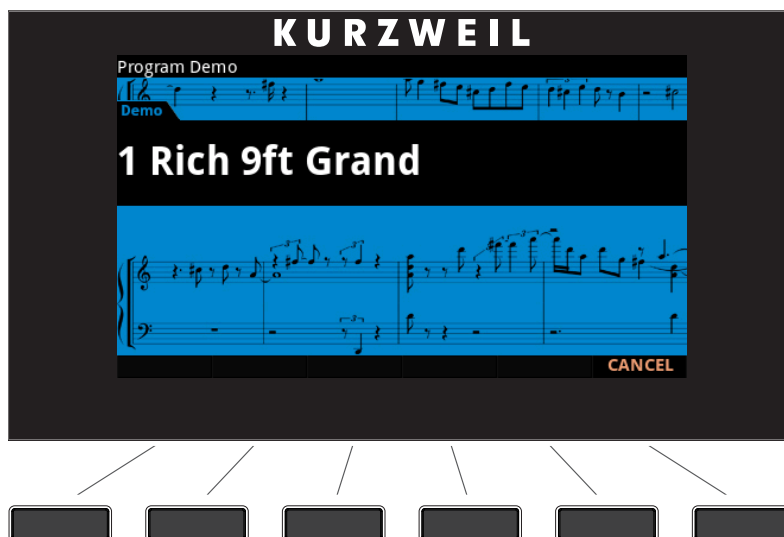 KURZWEIL
Program Demo
Demo
1 Rich 9ft Grand
CANCEL